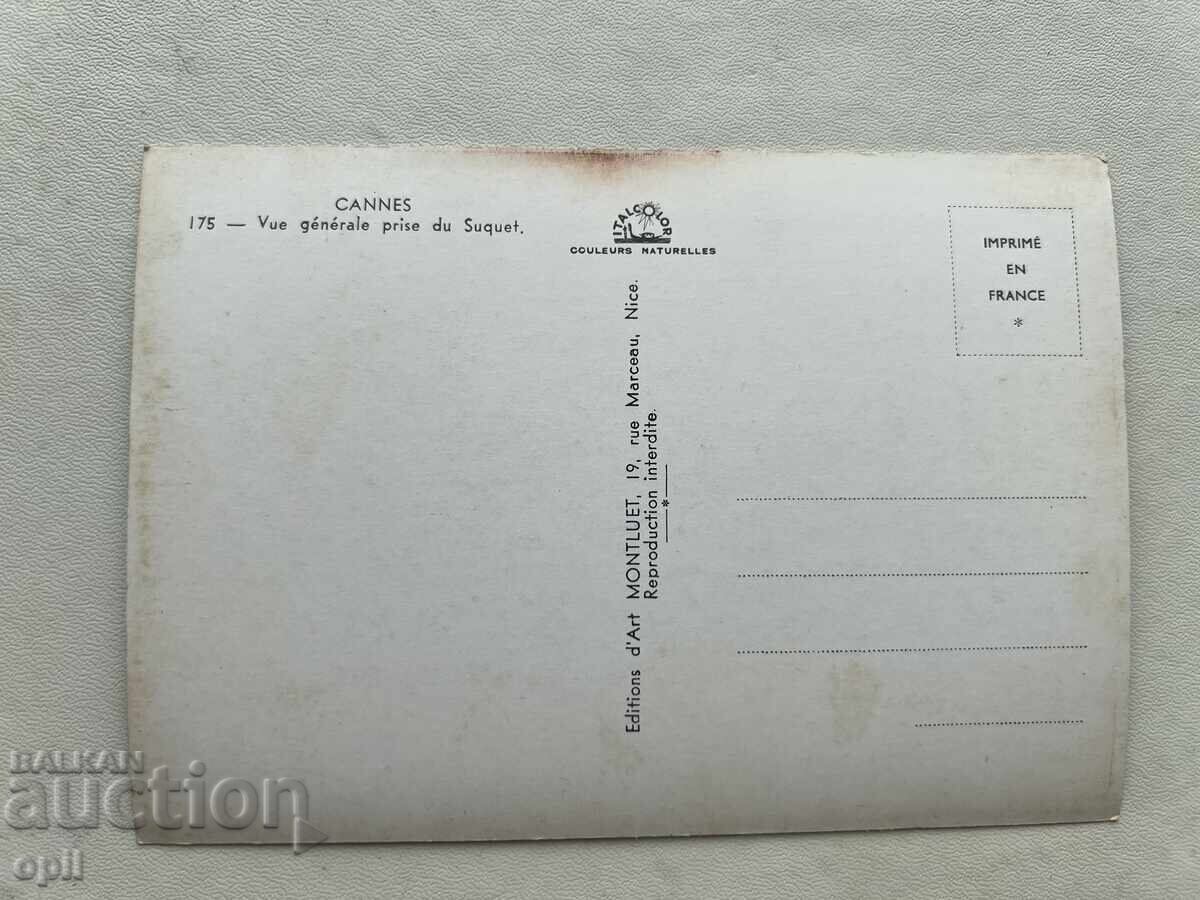 CANNES
175 — Vue générale prise du Suquet.
ITALCOLOR
COULEURS NATURELLES
IMPRIMÉ
EN
FRANCE
*
Editions d'Art MONTLUET, 19, rue Marceau, Nice.
Reproduction interdite.
—*—
BALKAN
auction
opil